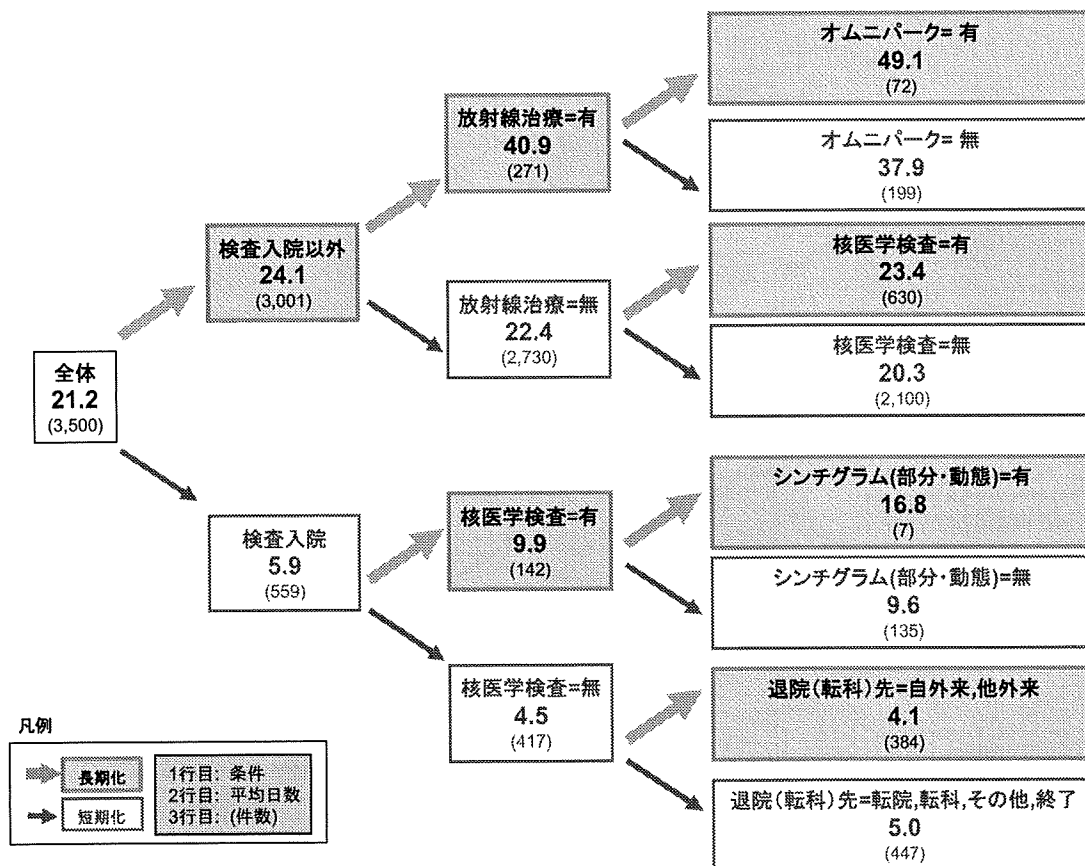 オムニパーク= 有
49.1
(72)
放射線治療=有
40.9
(271)
オムニパーク= 無
37.9
(199)
検査入院以外
24.1
(3,001)
核医学検査=有
23.4
(630)
放射線治療=無
22.4
(2,730)
核医学検査=無
20.3
(2,100)
全体
21.2
(3,500)
シンチグラム(部分・動態)=有
16.8
(7)
核医学検査=有
9.9
(142)
検査入院
5.9
(559)
シンチグラム(部分・動態)=無
9.6
(135)
核医学検査=無
4.5
(417)
退院(転科)先=自外来,他外来
4.1
(384)
退院(転科)先=転院,転科,その他,終了
5.0
(447)
凡例
長期化
短期化
1行目: 条件
2行目: 平均日数
3行目: (件数)